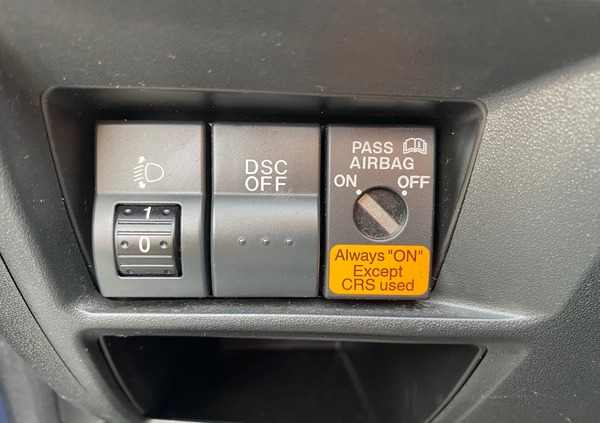 1
0
DSC
OFF
PASS
AIRBAG
ON OFF
Always "ON"
Except
CRS used